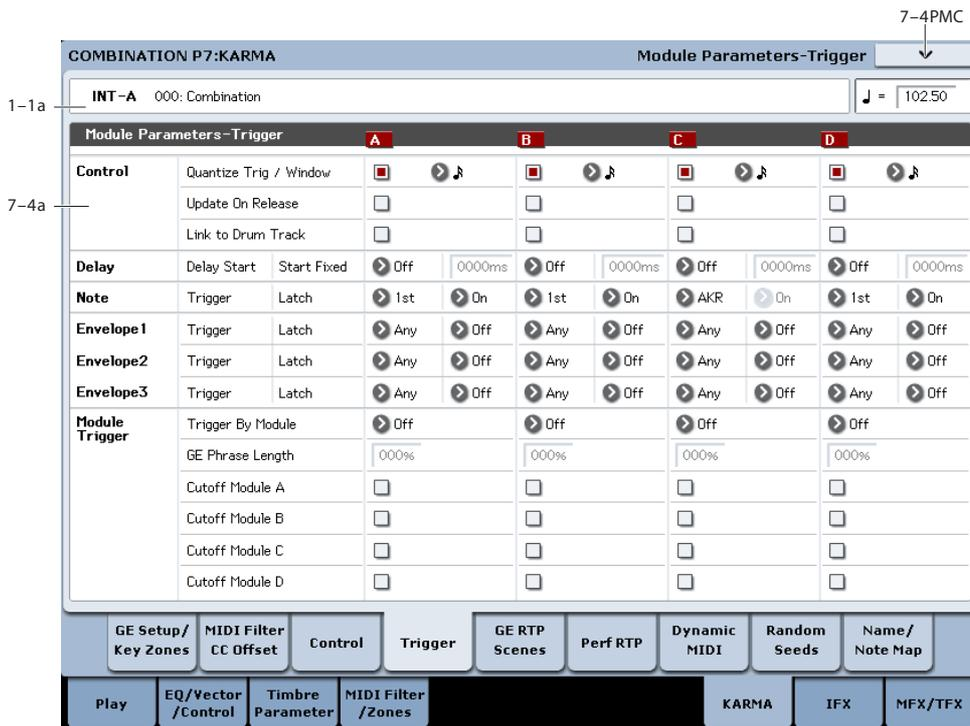 7–4PMC
COMBINATION P7:KARMA Module Parameters-Trigger
1–1a
INT-A 000: Combination ♩ = 102.50
Module Parameters-Trigger A B C D
7–4a
Control Quantize Trig / Window
Update On Release
Link to Drum Track
Delay Delay Start Start Fixed Off 0000ms Off 0000ms Off 0000ms Off 0000ms
Note Trigger Latch 1st On 1st On AKR On 1st On
Envelope1 Trigger Latch Any Off Any Off Any Off Any Off
Envelope2 Trigger Latch Any Off Any Off Any Off Any Off
Envelope3 Trigger Latch Any Off Any Off Any Off Any Off
Module Trigger Trigger By Module Off Off Off Off
GE Phrase Length 000% 000% 000% 000%
Cutoff Module A
Cutoff Module B
Cutoff Module C
Cutoff Module D
GE Setup/ Key Zones MIDI Filter CC Offset Control Trigger GE RTP Scenes Perf RTP Dynamic MIDI Random Seeds Name/ Note Map
Play EQ/Vector /Control Timbre Parameter MIDI Filter /Zones KARMA IFX MFX/TFX